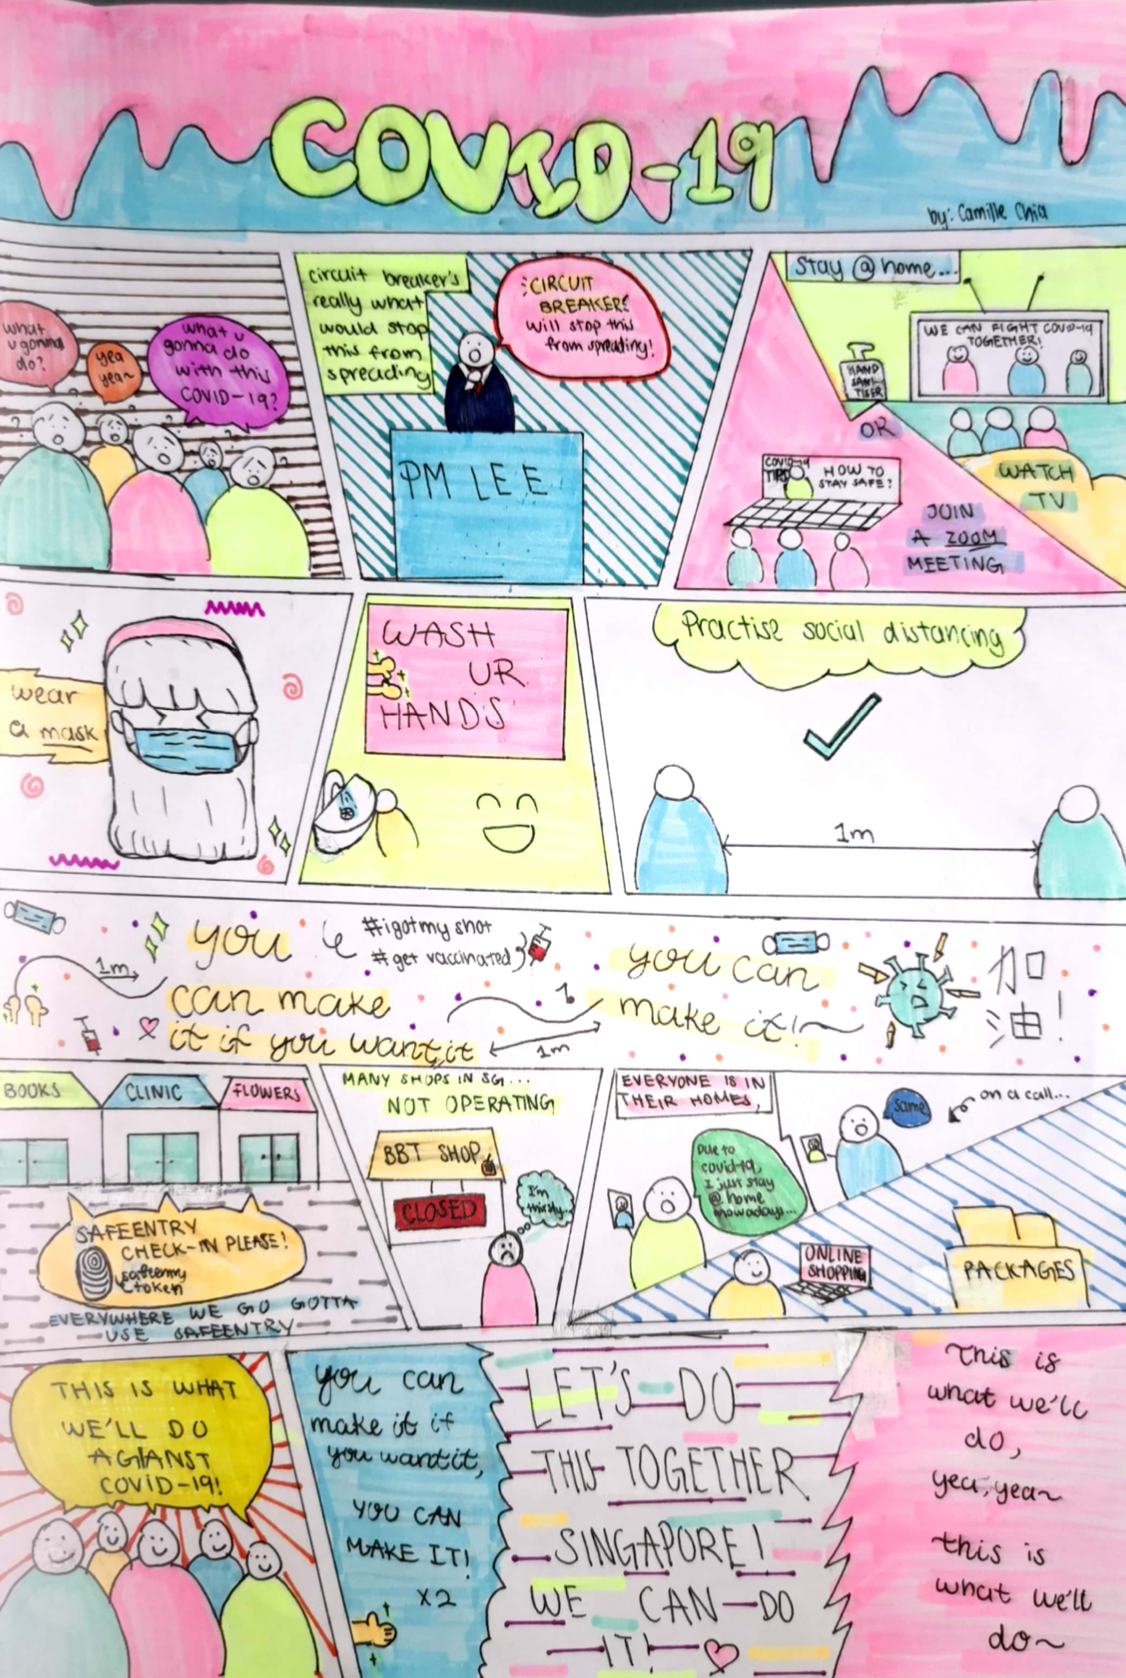 COVID-19
by: Camille Chia
what
u gonna
do?
yea
yea~
what u
gonna do
with this
COVID-19?
circuit breaker's
really what
would stop
this from
spreading
CIRCUIT
BREAKERS
will stop this
from spreading!
PM LEE
Stay @ home...
WE CAN FIGHT COVID-19
TOGETHER!
HAND
SANI-
TISER
OR
COVID-19
TIPS
HOW TO
STAY SAFE?
WATCH
TV
JOIN
A ZOOM
MEETING
wear
a mask
WASH
UR
HANDS
Practise social distancing
1m
1m
you
#igotmyshot
#get vaccinated
can make
it if you want it
1m
you can
make it!~
加
油!
BOOKS
CLINIC
FLOWERS
SAFEENTRY
CHECK-IN PLEASE!
safeentry
token
EVERYWHERE WE GO GOTTA
USE SAFEENTRY
MANY SHOPS IN SG...
NOT OPERATING
BBT SHOP
CLOSED
I'm
thirsty...
EVERYONE IS IN
THEIR HOMES,
same
on a call...
Due to
covid-19,
I just stay
@ home
nowadays...
ONLINE
SHOPPING
PACKAGES
THIS IS WHAT
WE'LL DO
AGIANST
COVID-19!
you can
make it if
you want it,
YOU CAN
MAKE IT!
x2
LET'S DO
THIS TOGETHER
SINGAPORE!
WE CAN DO
IT!
this is
what we'll
do,
yea, yea~
this is
what we'll
do~